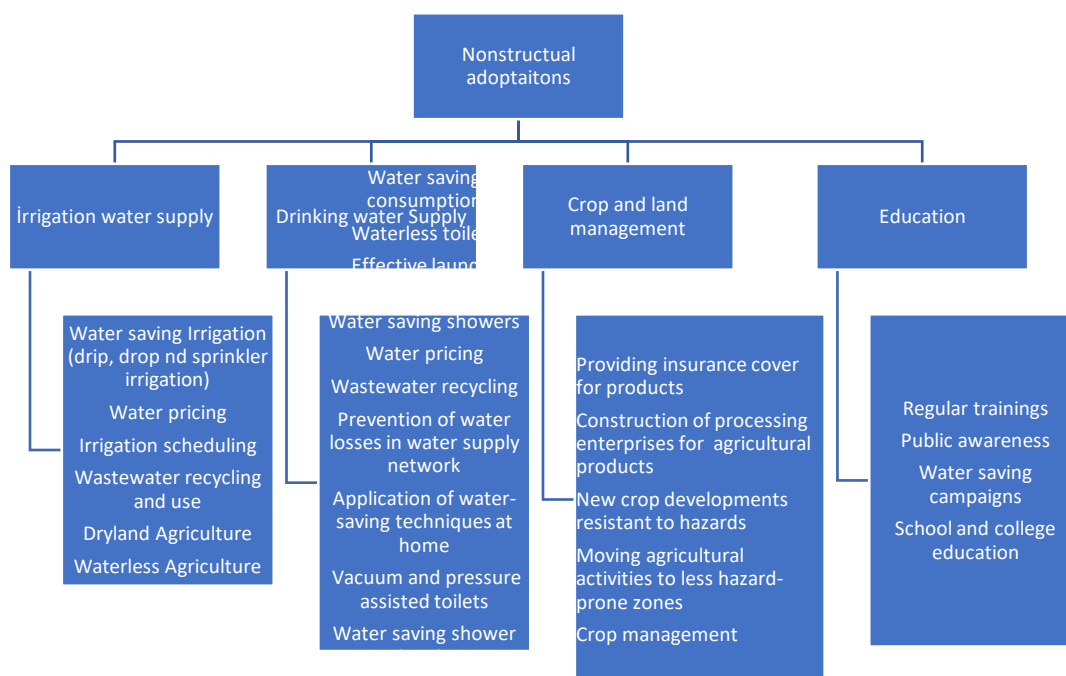 Nonstructual
adoptaitons
İrrigation water supply
Drinking water Supply
Water saving
consumption
Waterless
Effective
Crop and land
management
Education
Water saving Irrigation
(drip, drop nd sprinkler
irrigation)
Water pricing
Irrigation scheduling
Wastewater recycling
and use
Dryland Agriculture
Waterless Agriculture
Water saving showers
Water pricing
Wastewater recycling
Prevention of water
losses in water supply
network
Application of water-
saving techniques at
home
Vacuum and pressure
assisted toilets
Water saving shower
Providing insurance cover
for products
Construction of processing
enterprises for agricultural
products
New crop developments
resistant to hazards
Moving agricultural
activities to less hazard-
prone zones
Crop management
Regular trainings
Public awareness
Water saving
campaigns
School and college
education